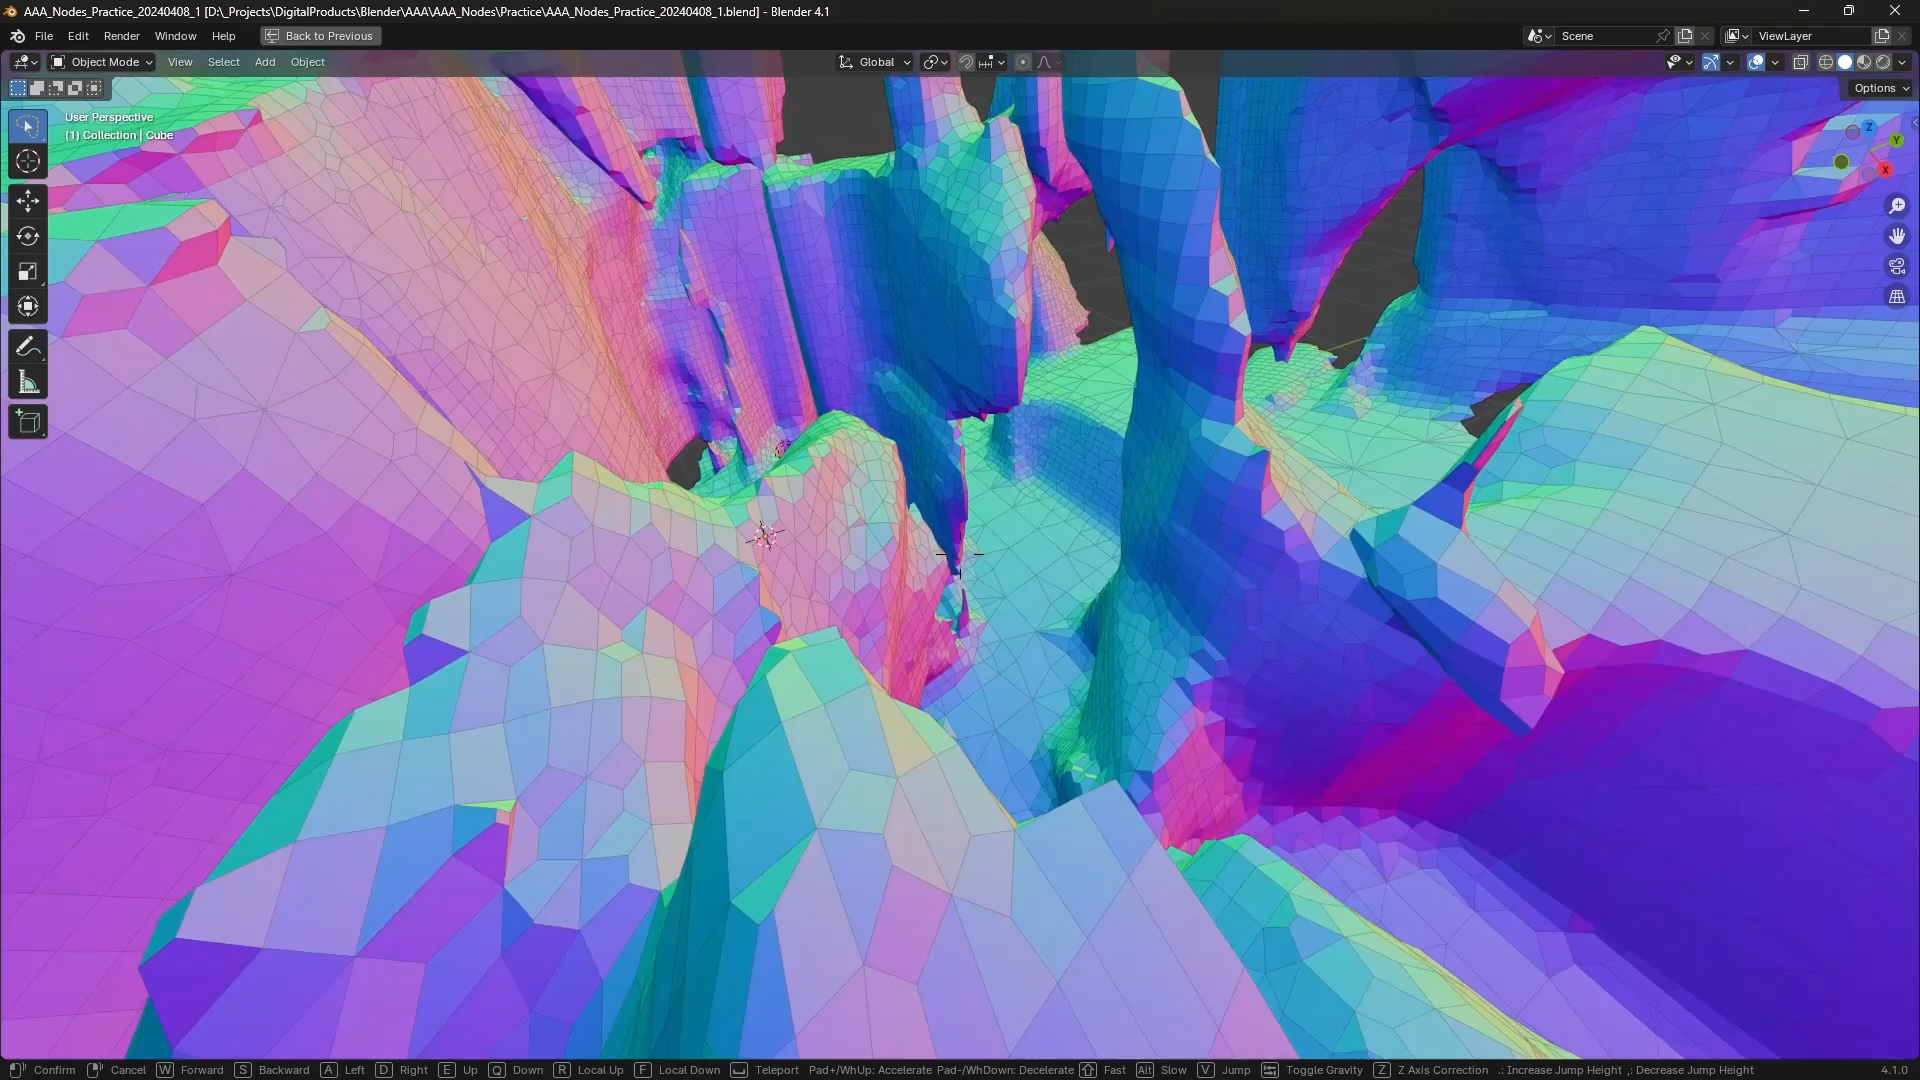 AAA_Nodes_Practice_20240408_1 [D:\_Projects\DigitalProducts\Blender\AAA\AAA_Nodes\Practice\AAA_Nodes_Practice_20240408_1.blend] - Blender 4.1
File Edit Render Window Help Back to Previous Scene ViewLayer
Object Mode View Select Add Object Global
Options
User Perspective
(1) Collection | Cube
Z
Y
X
Confirm Cancel W Forward S Backward A Left D Right E Up Q Down R Local Up F Local Down Teleport Pad+/WhUp: Accelerate Pad-/WhDown: Decelerate Fast Alt Slow V Jump Toggle Gravity Z Z Axis Correction .: Increase Jump Height ,: Decrease Jump Height 4.1.0